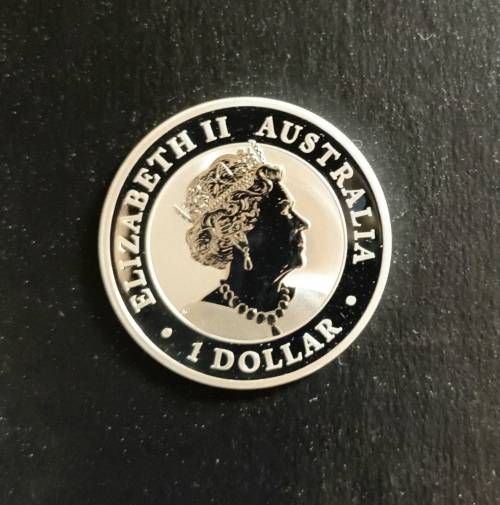 ELIZABETH II AUSTRALIA
• 1 DOLLAR •